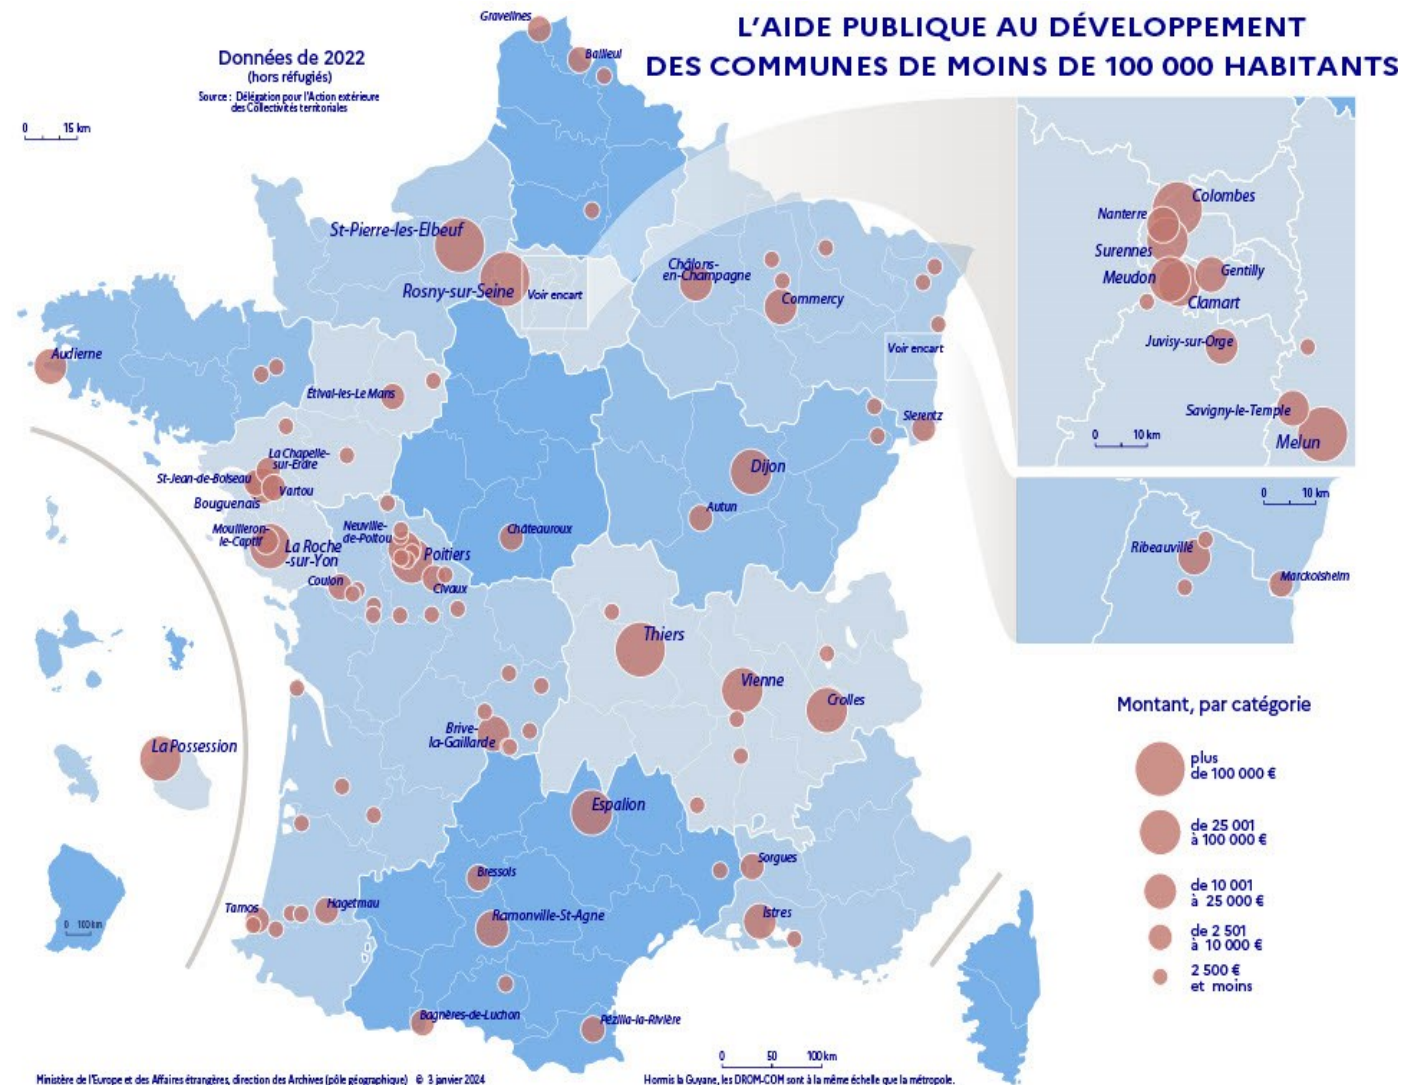 L'AIDE PUBLIQUE AU DÉVELOPPEMENT
DES COMMUNES DE MOINS DE 100 000 HABITANTS
Données de 2022
(hors réfugiés)
Source : Délégation pour l'Action extérieure
des Collectivités territoriales
0 15 km
Gravelines
Bailleul
St-Pierre-les-Elbeuf
Rosny-sur-Seine
Voir encart
Châlons-
en-Champagne
Commercy
Voir encart
Audierne
Étival-les-Le Mans
Sierentz
La Chapelle-
sur-Erdre
St-Jean-de-Boiseau
Vartou
Bouguenais
Dijon
Autun
Mouilleron-
le-Captif
La Roche
-sur-Yon
Neuville-
de-Poitou
Poitiers
Châteauroux
Coulon
Civaux
Thiers
Vienne
Crolles
Brive-
la-Gaillarde
La Possession
Espalion
Bressols
Sorgues
Tarnos
Hagetmau
Ramonville-St-Agne
Istres
0 100 km
Bagnères-de-Luchon
Pézilla-la-Rivière
Colombes
Nanterre
Surennes
Meudon
Gentilly
Clamart
Juvisy-sur-Orge
Savigny-le-Temple
Melun
0 10 km
0 10 km
Ribeauvillé
Marckolsheim
Montant, par catégorie
plus
de 100 000 €
de 25 001
à 100 000 €
de 10 001
à 25 000 €
de 2 501
à 10 000 €
2 500 €
et moins
0 50 100 km
Ministère de l'Europe et des Affaires étrangères, direction des Archives (pôle géographique) © 3 janvier 2024
Hormis la Guyane, les DROM-COM sont à la même échelle que la métropole.